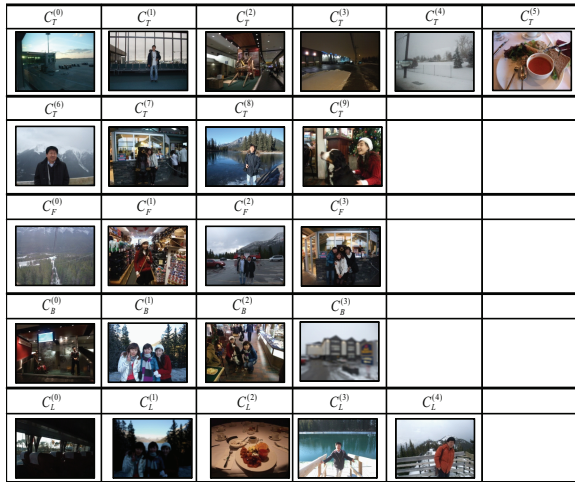 C_T^(0) C_T^(1) C_T^(2) C_T^(3) C_T^(4) C_T^(5)
C_T^(6) C_T^(7) C_T^(8) C_T^(9)
C_F^(0) C_F^(1) C_F^(2) C_F^(3)
C_B^(0) C_B^(1) C_B^(2) C_B^(3)
C_L^(0) C_L^(1) C_L^(2) C_L^(3) C_L^(4)